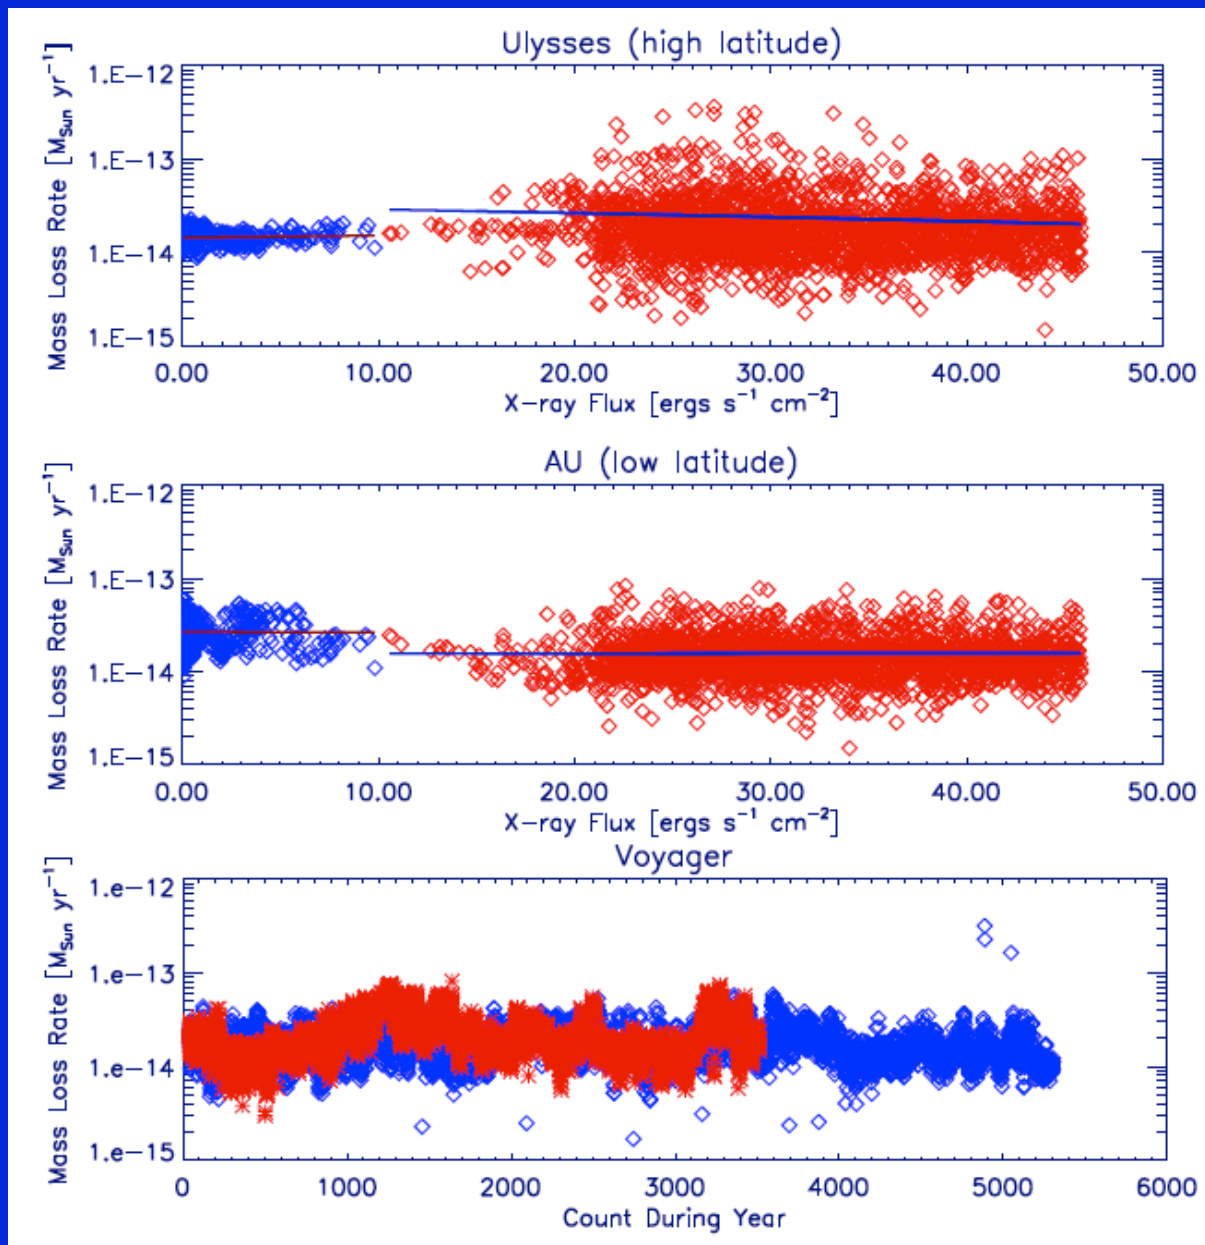 Ulysses (high latitude)
Mass Loss Rate [M_Sun yr⁻¹]
1.E−12
1.E−13
1.E−14
1.E−15
0.00 10.00 20.00 30.00 40.00 50.00
X−ray Flux [ergs s⁻¹ cm⁻²]
AU (low latitude)
Mass Loss Rate [M_Sun yr⁻¹]
1.E−12
1.E−13
1.E−14
1.E−15
0.00 10.00 20.00 30.00 40.00 50.00
X−ray Flux [ergs s⁻¹ cm⁻²]
Voyager
Mass Loss Rate [M_Sun yr⁻¹]
1.e−12
1.e−13
1.e−14
1.e−15
0 1000 2000 3000 4000 5000 6000
Count During Year